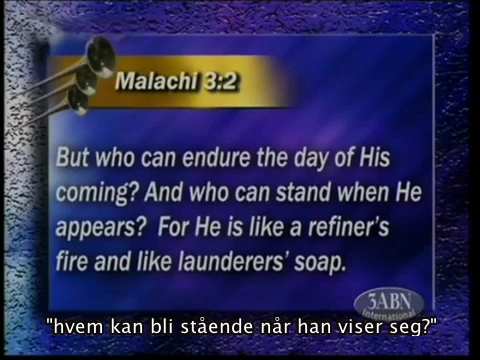 Malachi 3:2
But who can endure the day of His
coming? And who can stand when He
appears? For He is like a refiner's
fire and like launderers' soap.
3ABN
International
"hvem kan bli stående når han viser seg?"